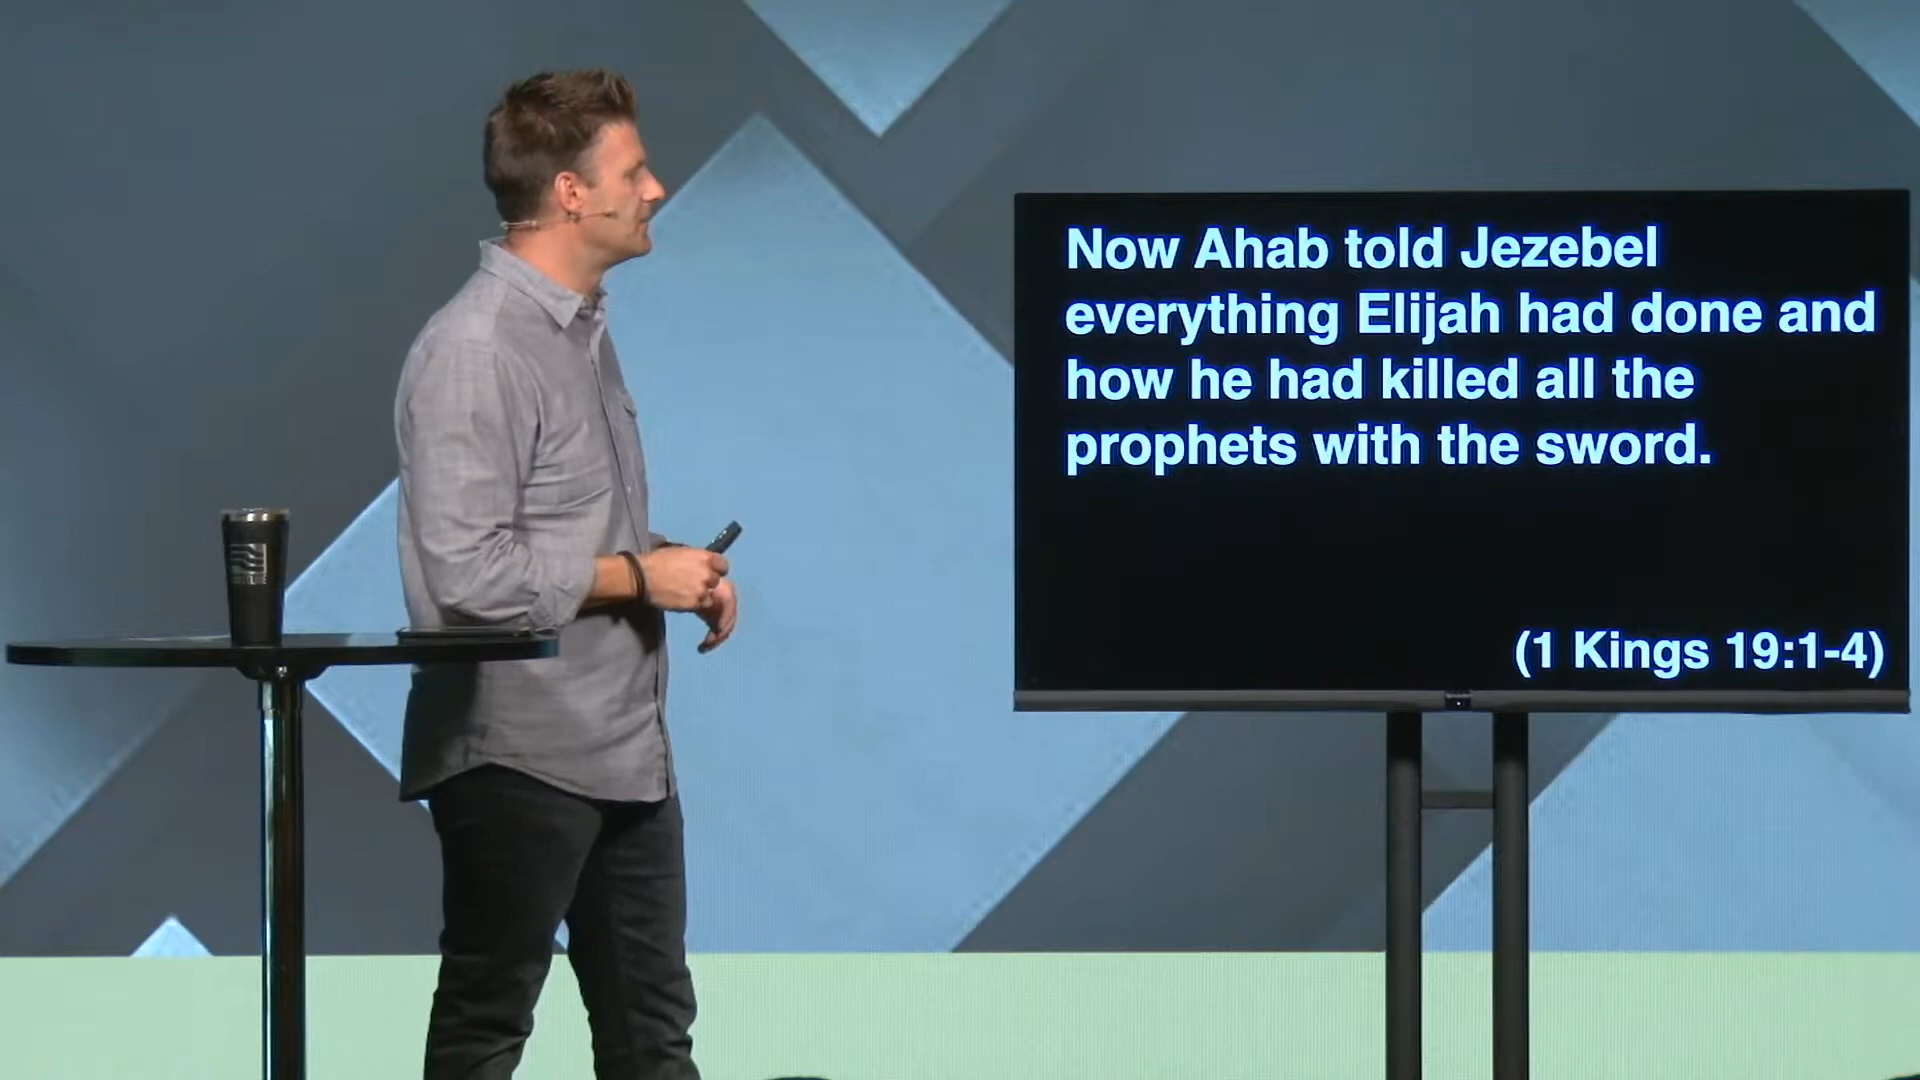 Now Ahab told Jezebel
everything Elijah had done and
how he had killed all the
prophets with the sword.
(1 Kings 19:1-4)